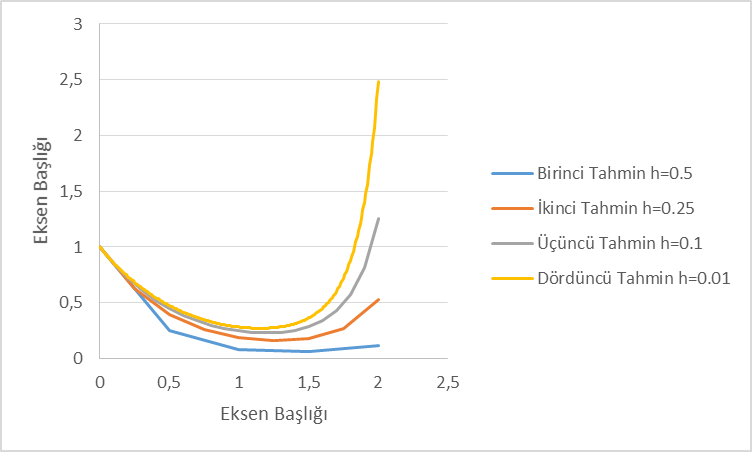 3
2,5
2
1,5
1
0,5
0
0 0,5 1 1,5 2 2,5
Eksen Başlığı
Eksen Başlığı
Birinci Tahmin h=0.5
İkinci Tahmin h=0.25
Üçüncü Tahmin h=0.1
Dördüncü Tahmin h=0.01